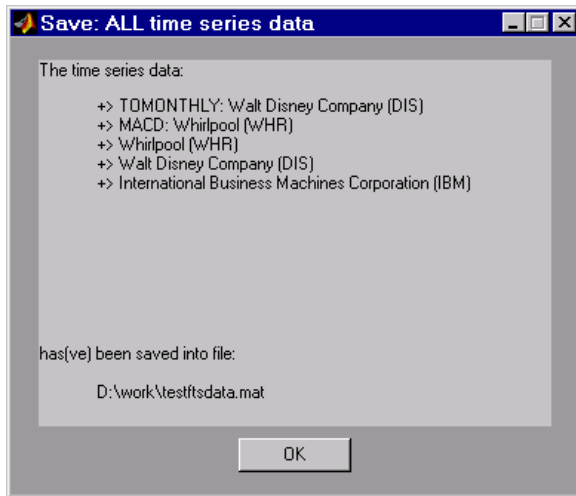 Save: ALL time series data
The time series data:
+> TOMONTHLY: Walt Disney Company (DIS)
+> MACD: Whirlpool (WHR)
+> Whirlpool (WHR)
+> Walt Disney Company (DIS)
+> International Business Machines Corporation (IBM)
has(ve) been saved into file:
D:\work\testftsdata.mat
OK